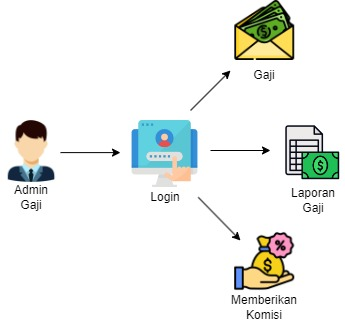 Gaji
Admin
Gaji
Login
Laporan
Gaji
Memberikan
Komisi